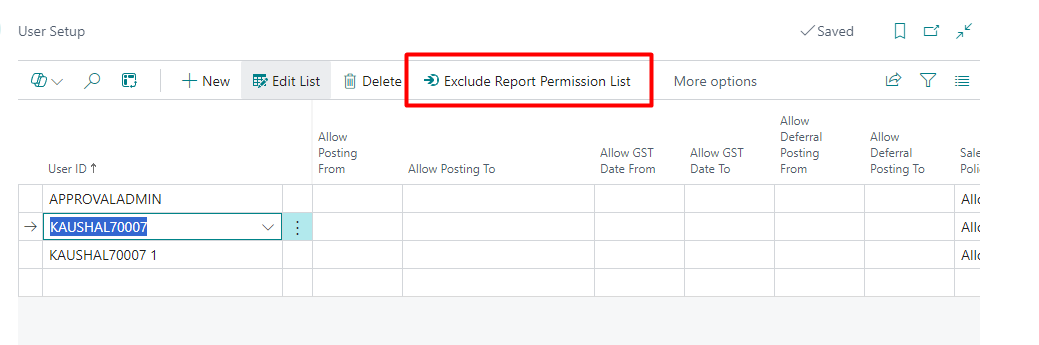 User Setup
Saved
New
Edit List
Delete
Exclude Report Permission List
More options
User ID ↑
Allow
Posting
From
Allow Posting To
Allow GST
Date From
Allow GST
Date To
Allow
Deferral
Posting
From
Allow
Deferral
Posting To
Sale
Polic
APPROVALADMIN
Allo
KAUSHAL70007
Allo
KAUSHAL70007 1
Allo